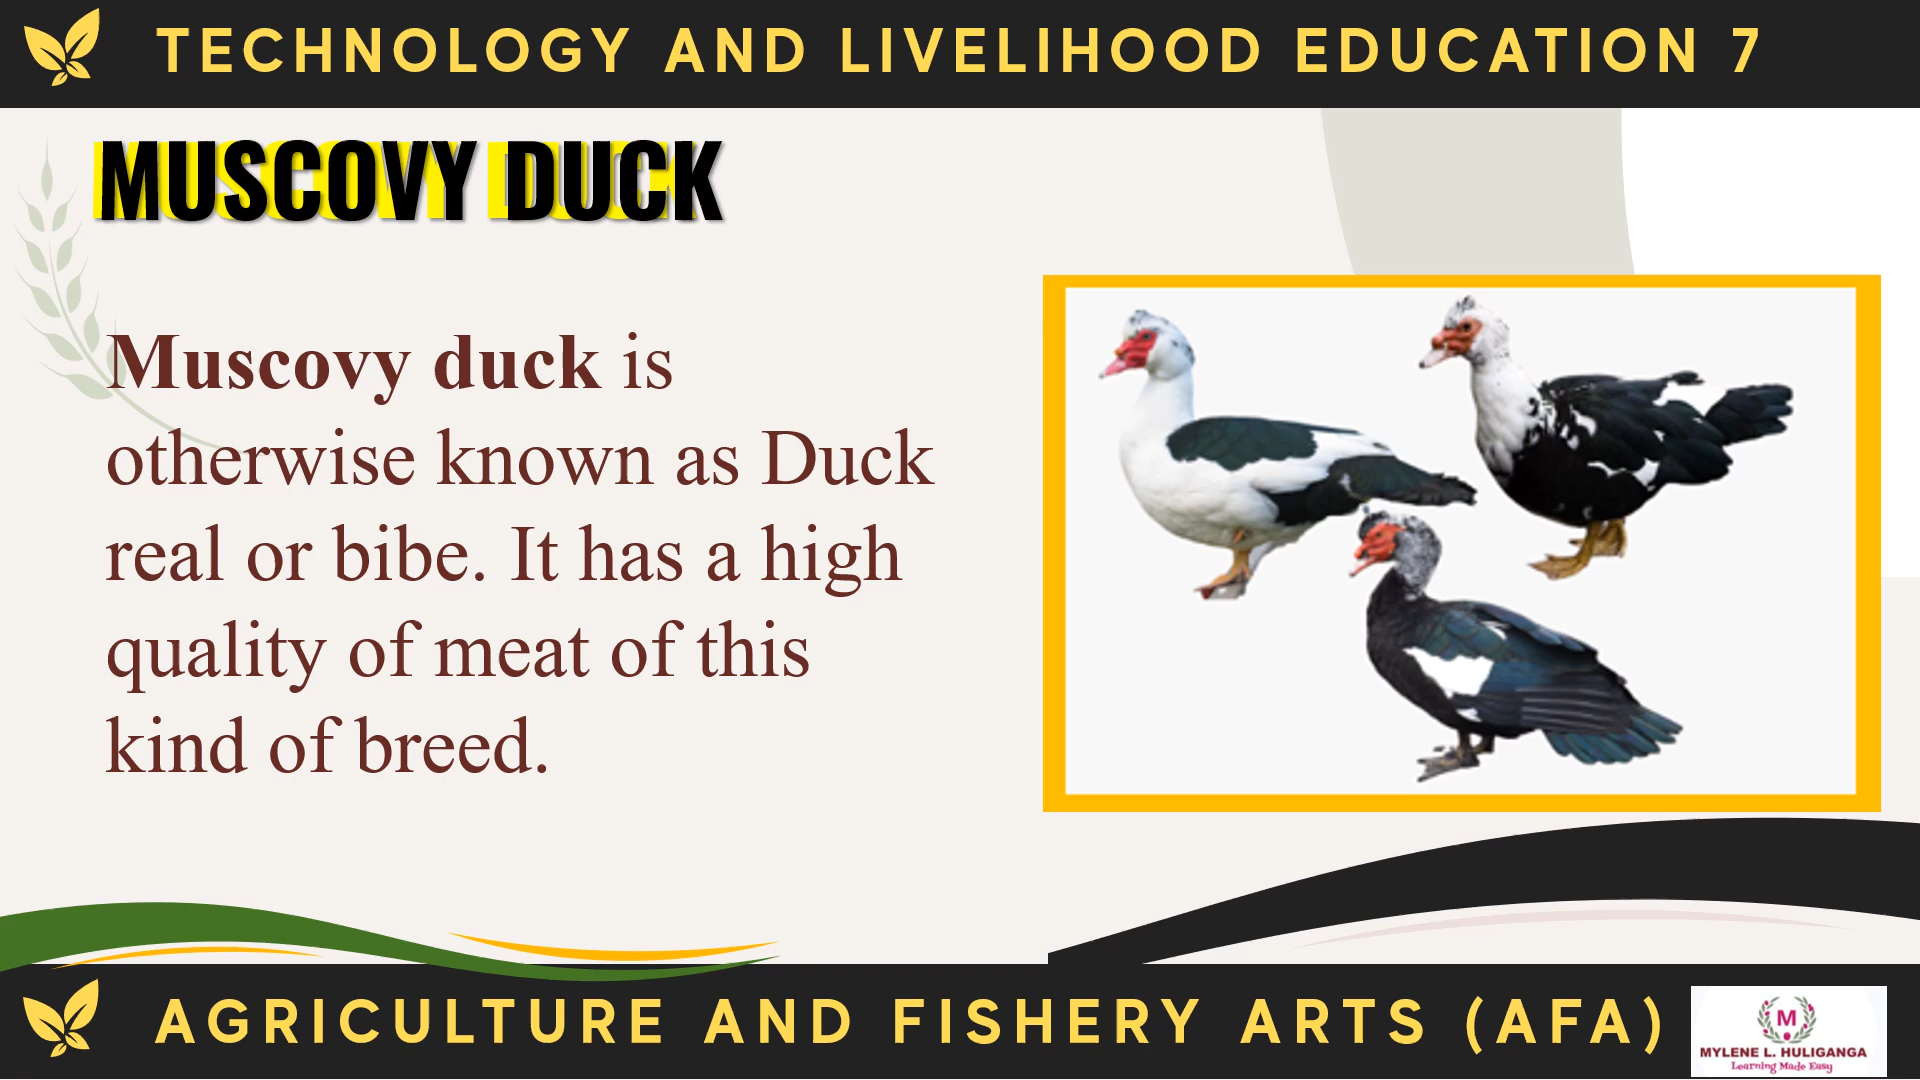 TECHNOLOGY AND LIVELIHOOD EDUCATION 7
MUSCOVY DUCK
Muscovy duck is
otherwise known as Duck
real or bibe. It has a high
quality of meat of this
kind of breed.
AGRICULTURE AND FISHERY ARTS (AFA)
M
MYLENE L. HULIGANGA
Learning Made Easy